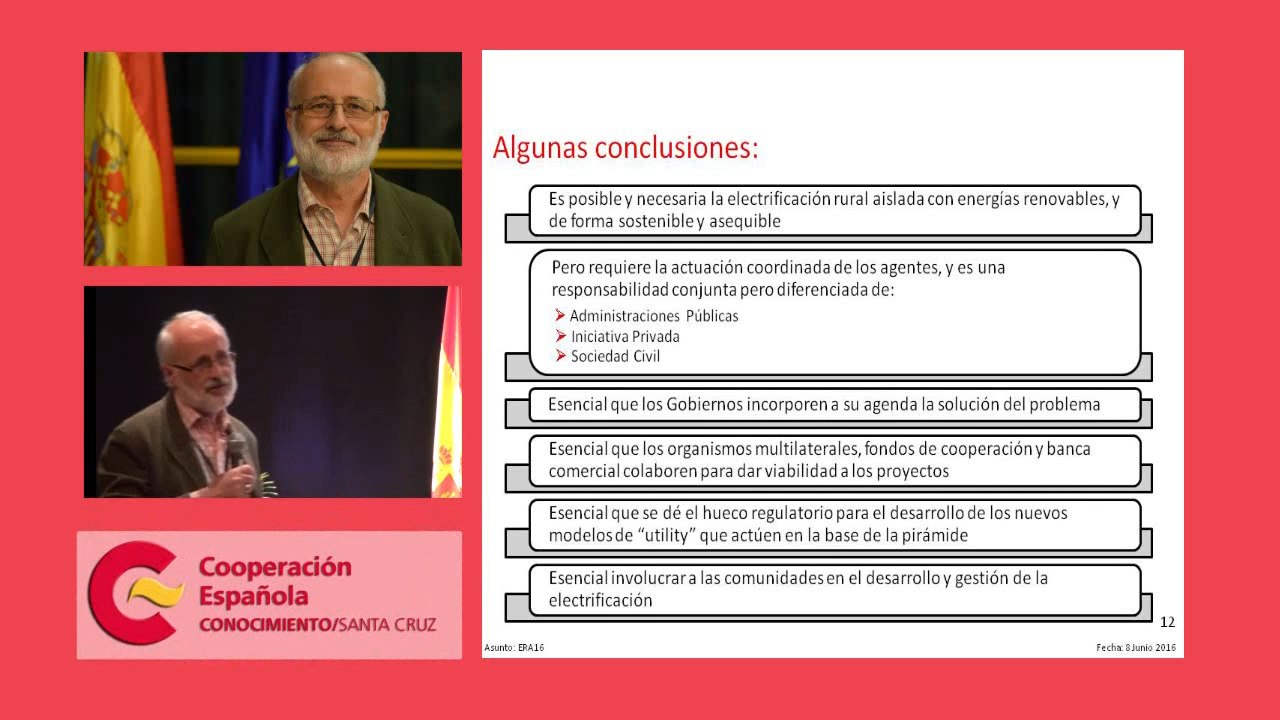 Algunas conclusiones:
Es posible y necesaria la electrificación rural aislada con energías renovables, y
de forma sostenible y asequible
Pero requiere la actuación coordinada de los agentes, y es una
responsabilidad conjunta pero diferenciada de:
Administraciones Públicas
Iniciativa Privada
Sociedad Civil
Esencial que los Gobiernos incorporen a su agenda la solución del problema
Esencial que los organismos multilaterales, fondos de cooperación y banca
comercial colaboren para dar viabilidad a los proyectos
Esencial que se dé el hueco regulatorio para el desarrollo de los nuevos
modelos de “utility” que actúen en la base de la pirámide
Esencial involucrar a las comunidades en el desarrollo y gestión de la
electrificación
12
Asunto: ERA16
Fecha: 8 Junio 2016
Cooperación
Española
CONOCIMIENTO/SANTA CRUZ